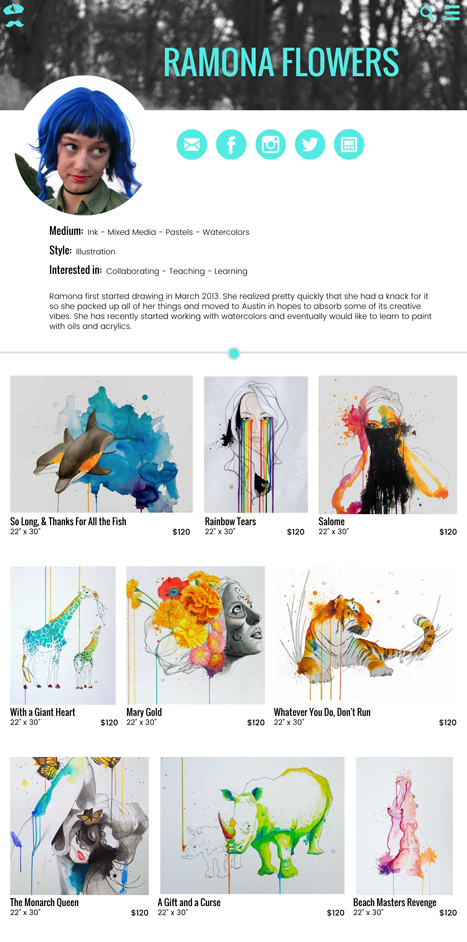 RAMONA FLOWERS
Medium: Ink - Mixed Media - Pastels - Watercolors
Style: Illustration
Interested in: Collaborating - Teaching - Learning
Ramona first started drawing in March 2013. She realized pretty quickly that she had a knack for it
so she packed up all of her things and moved to Austin in hopes to absorb some of its creative
vibes. She has recently started working with watercolors and eventually would like to learn to paint
with oils and acrylics.
So Long, & Thanks For All the Fish
22" x 30" $120
Rainbow Tears
22" x 30" $120
Salome
22" x 30" $120
With a Giant Heart
22" x 30" $120
Mary Gold
22" x 30" $120
Whatever You Do, Don't Run
22" x 30" $120
The Monarch Queen
22" x 30" $120
A Gift and a Curse
22" x 30" $120
Beach Masters Revenge
22" x 30" $120